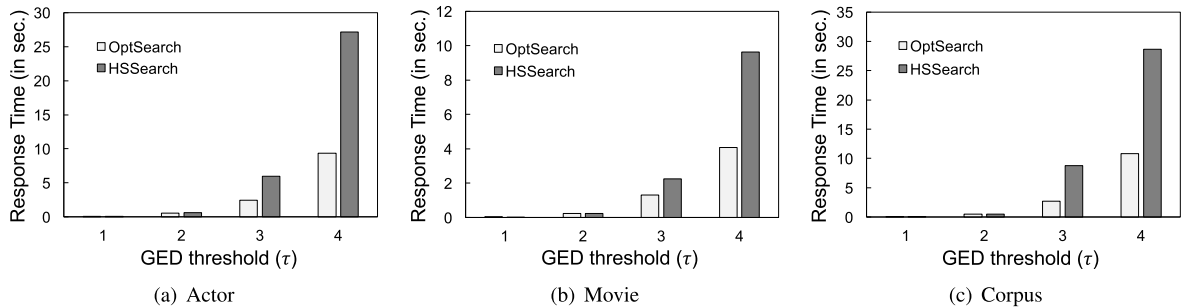 Response Time (in sec.)
30
25
20
15
10
5
0
OptSearch
HSSearch
1 2 3 4
GED threshold (τ)
(a) Actor
Response Time (in sec.)
12
10
8
6
4
2
0
OptSearch
HSSearch
1 2 3 4
GED threshold (τ)
(b) Movie
Response Time (in sec.)
35
30
25
20
15
10
5
0
OptSearch
HSSearch
1 2 3 4
GED threshold (τ)
(c) Corpus